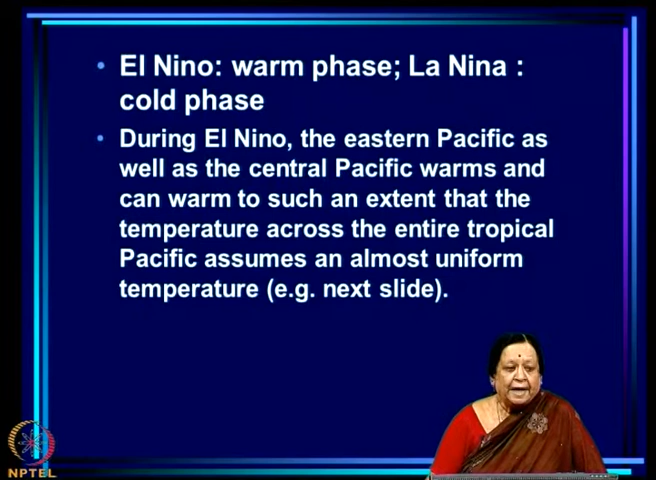 • El Nino: warm phase; La Nina :
cold phase
• During El Nino, the eastern Pacific as
well as the central Pacific warms and
can warm to such an extent that the
temperature across the entire tropical
Pacific assumes an almost uniform
temperature (e.g. next slide).
NPTEL